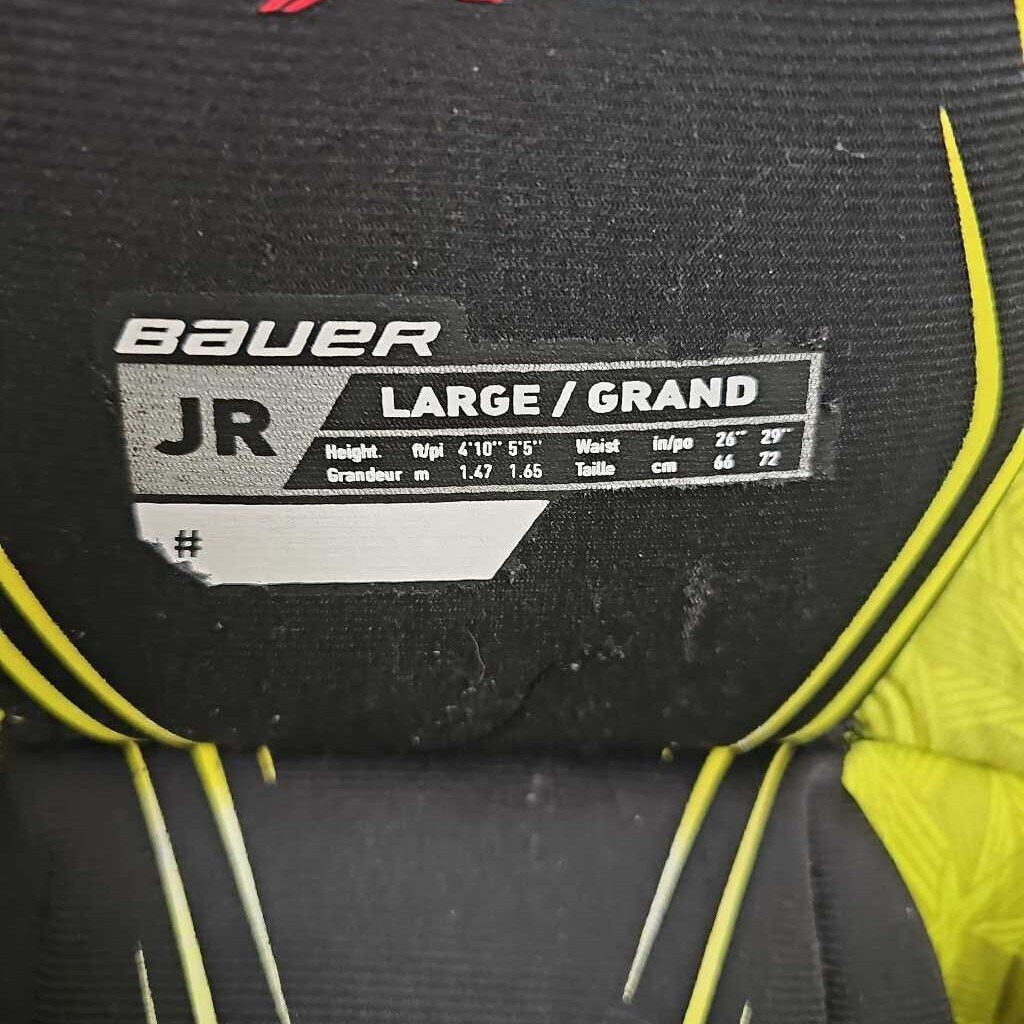 BAUER
JR
LARGE / GRAND
Height. ft/pi 4'10" 5'5" Waist in/po 26" 29"
Grandeur m 1.47 1.65 Taille cm 66 72
#